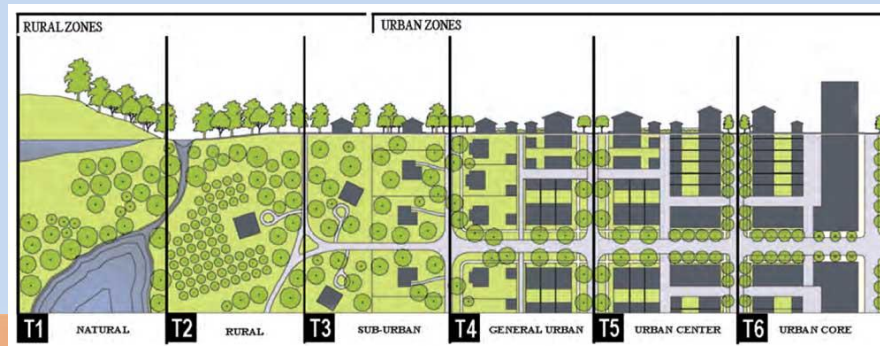 RURAL ZONES
URBAN ZONES
T1 NATURAL
T2 RURAL
T3 SUB-URBAN
T4 GENERAL URBAN
T5 URBAN CENTER
T6 URBAN CORE